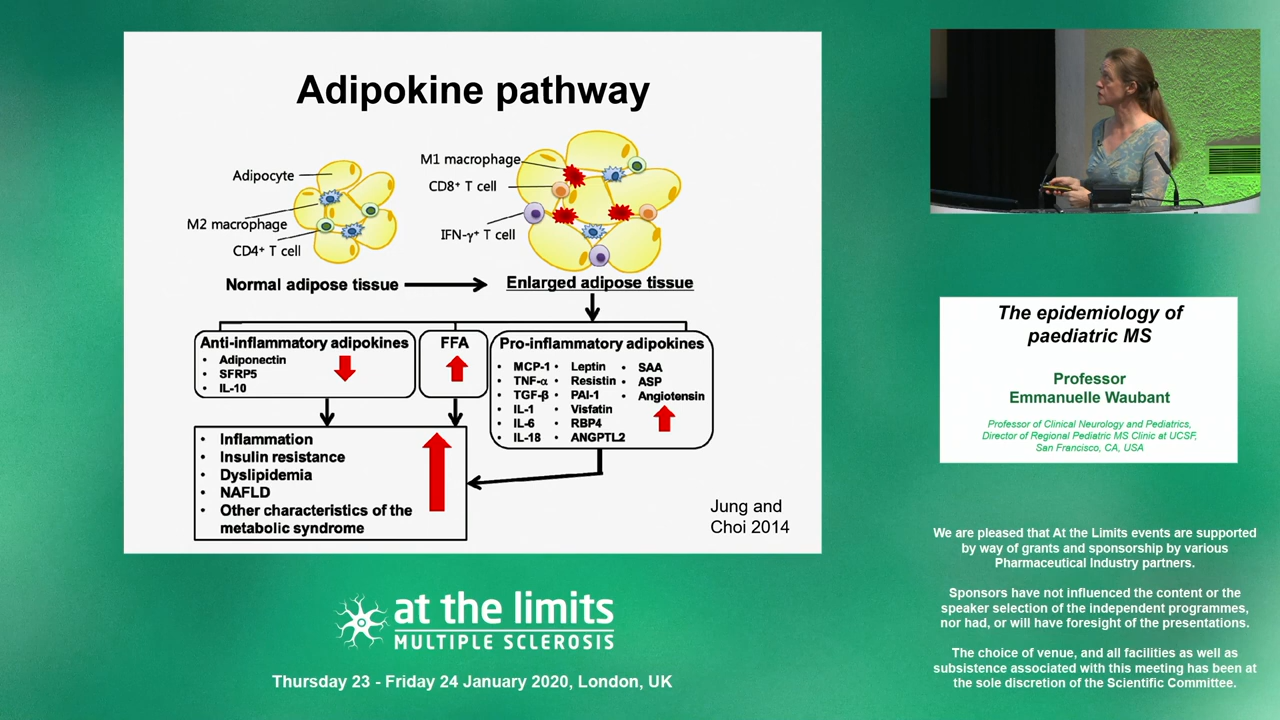 Adipokine pathway
Adipocyte
M2 macrophage
CD4+ T cell
M1 macrophage
CD8+ T cell
IFN-γ+ T cell
Normal adipose tissue
Enlarged adipose tissue
Anti-inflammatory adipokines
• Adiponectin
• SFRP5
• IL-10
FFA
Pro-inflammatory adipokines
• MCP-1
• TNF-α
• TGF-β
• IL-1
• IL-6
• IL-18
• Leptin
• Resistin
• PAI-1
• Visfatin
• RBP4
• ANGPTL2
• SAA
• ASP
• Angiotensin
• Inflammation
• Insulin resistance
• Dyslipidemia
• NAFLD
• Other characteristics of the
metabolic syndrome
Jung and
Choi 2014
at the limits
MULTIPLE SCLEROSIS
Thursday 23 - Friday 24 January 2020, London, UK
The epidemiology of
paediatric MS
Professor
Emmanuelle Waubant
Professor of Clinical Neurology and Pediatrics,
Director of Regional Pediatric MS Clinic at UCSF,
San Francisco, CA, USA
We are pleased that At the Limits events are supported
by way of grants and sponsorship by various
Pharmaceutical Industry partners.
Sponsors have not influenced the content or the
speaker selection of the independent programmes,
nor had, or will have foresight of the presentations.
The choice of venue, and all facilities as well as
subsistence associated with this meeting has been at
the sole discretion of the Scientific Committee.